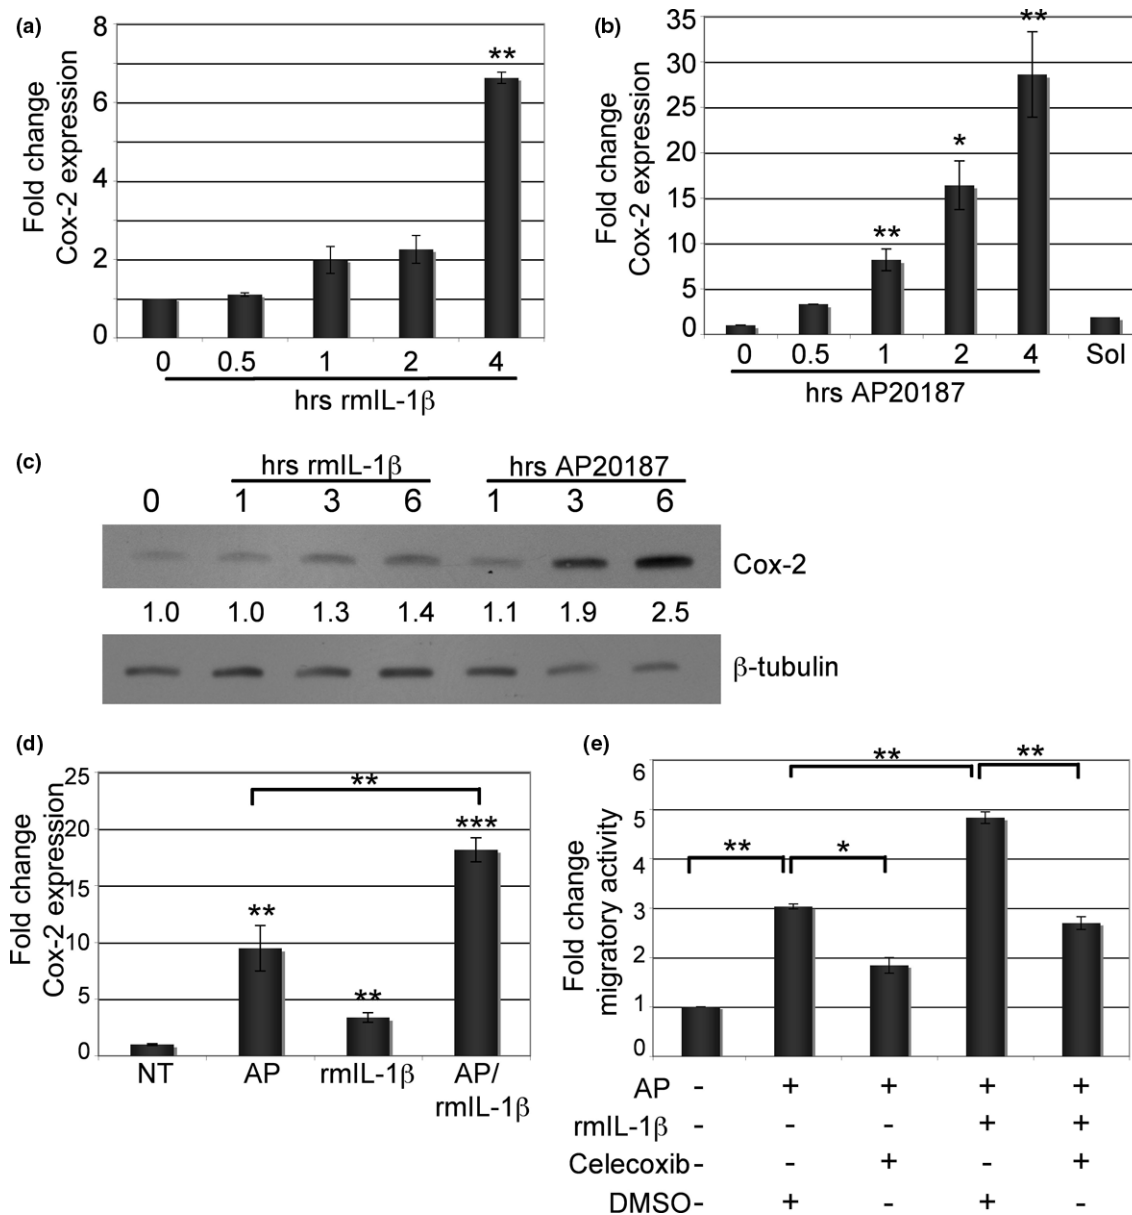 (a)
Fold change
Cox-2 expression
8
6
4
2
0
**
0 0.5 1 2 4
hrs rmIL-1β
(b)
Fold change
Cox-2 expression
35
30
25
20
15
10
5
0
** * **
0 0.5 1 2 4 Sol
hrs AP20187
(c)
hrs rmIL-1β hrs AP20187
0 1 3 6 1 3 6
Cox-2
1.0 1.0 1.3 1.4 1.1 1.9 2.5
β-tubulin
(d)
Fold change
Cox-2 expression
25
20
15
10
5
0
**
** ** ***
NT AP rmIL-1β AP/
rmIL-1β
(e)
Fold change
migratory activity
6
5
4
3
2
1
0
** **
** *
AP - + + + +
rmIL-1β - - - + +
Celecoxib - - + - +
DMSO - + - + -